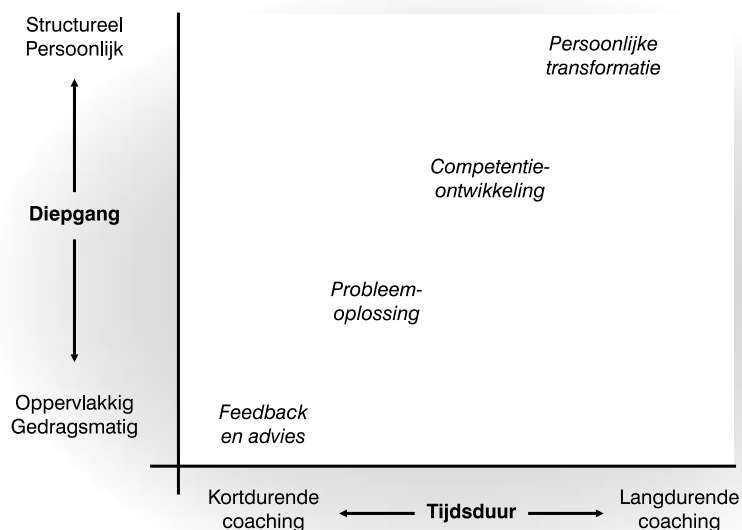 Structureel
Persoonlijk
Persoonlijke
transformatie
Competentie-
ontwikkeling
Diepgang
Probleem-
oplossing
Oppervlakkig
Gedragsmatig
Feedback
en advies
Kortdurende
coaching
Tijdsduur
Langdurende
coaching